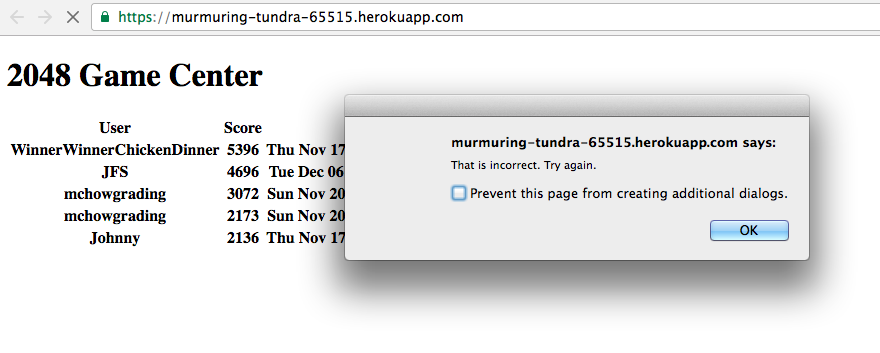 https://murmuring-tundra-65515.herokuapp.com
2048 Game Center
User Score
WinnerWinnerChickenDinner 5396 Thu Nov 17
JFS 4696 Tue Dec 06
mchowgrading 3072 Sun Nov 20
mchowgrading 2173 Sun Nov 20
Johnny 2136 Thu Nov 17
murmuring-tundra-65515.herokuapp.com says:
That is incorrect. Try again.
Prevent this page from creating additional dialogs.
OK